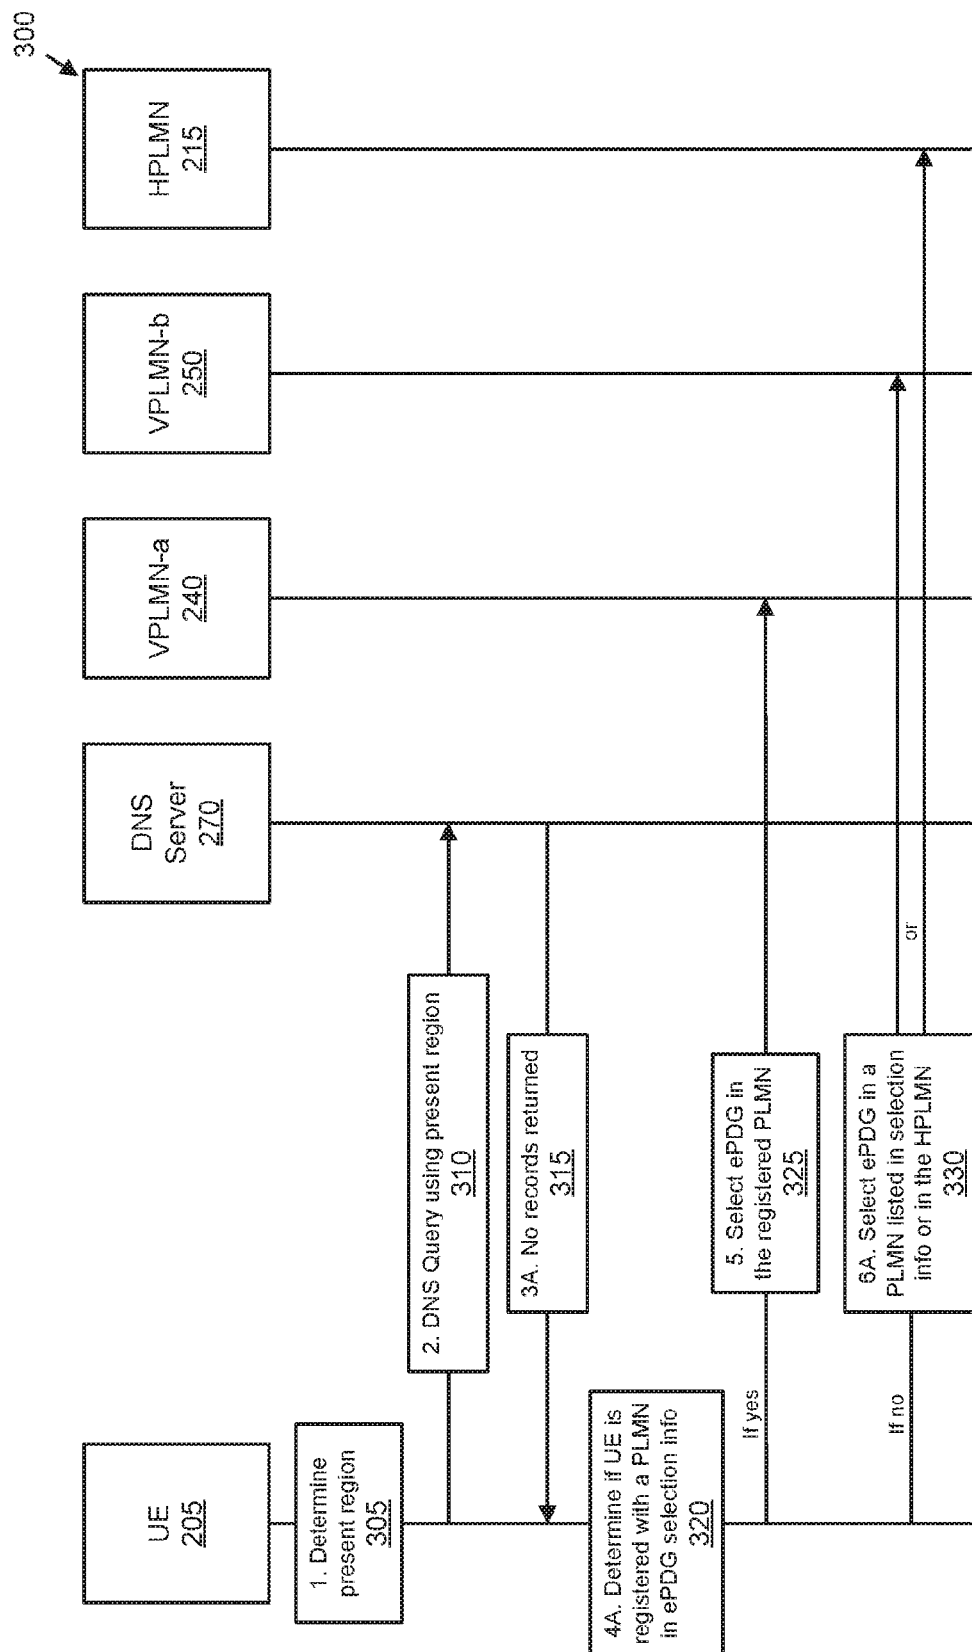 300
UE
205
DNS
Server
270
VPLMN-a
240
VPLMN-b
250
HPLMN
215
1. Determine
present region
305
2. DNS Query using present region
310
3A. No records returned
315
4A. Determine if UE is
registered with a PLMN
in ePDG selection info
320
If yes
5. Select ePDG in
the registered PLMN
325
If no
6A. Select ePDG in a
PLMN listed in selection
info or in the HPLMN
330
or